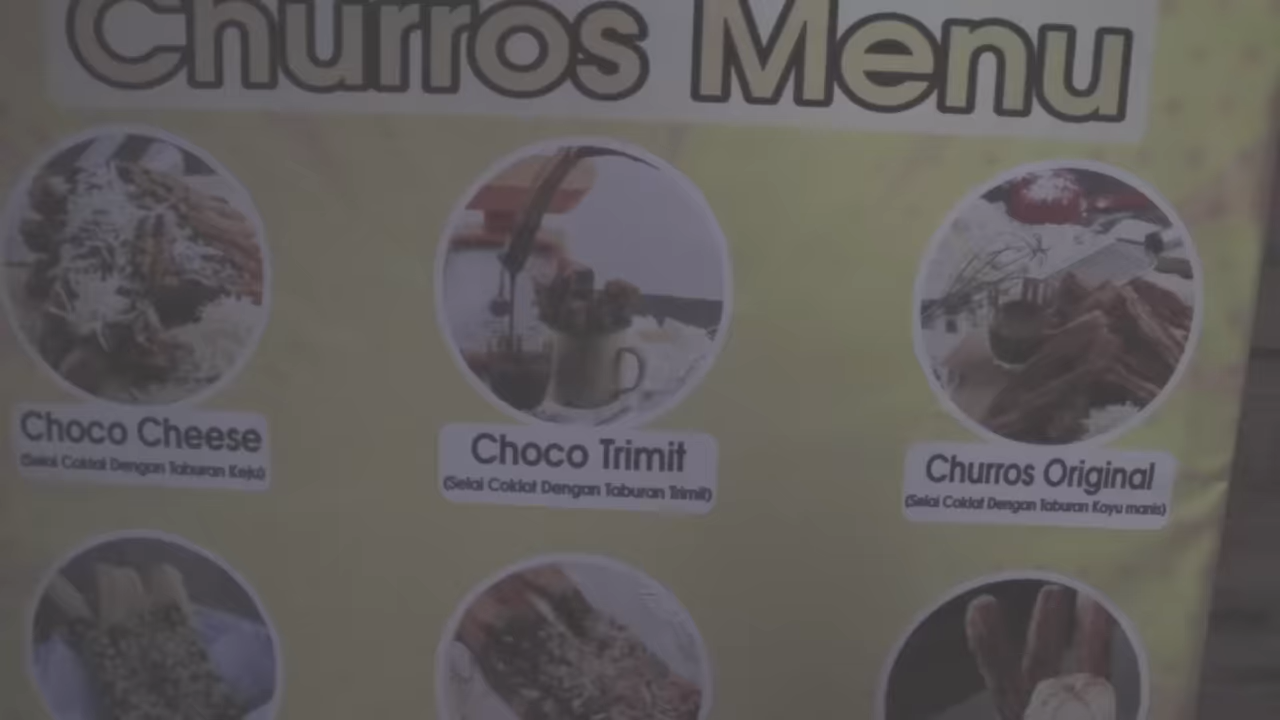 Churros Menu
Choco Cheese
(Selai Coklat Dengan Taburan Keju)
Choco Trimit
(Selai Coklat Dengan Taburan Trimit)
Churros Original
(Selai Coklat Dengan Taburan Kayu manis)